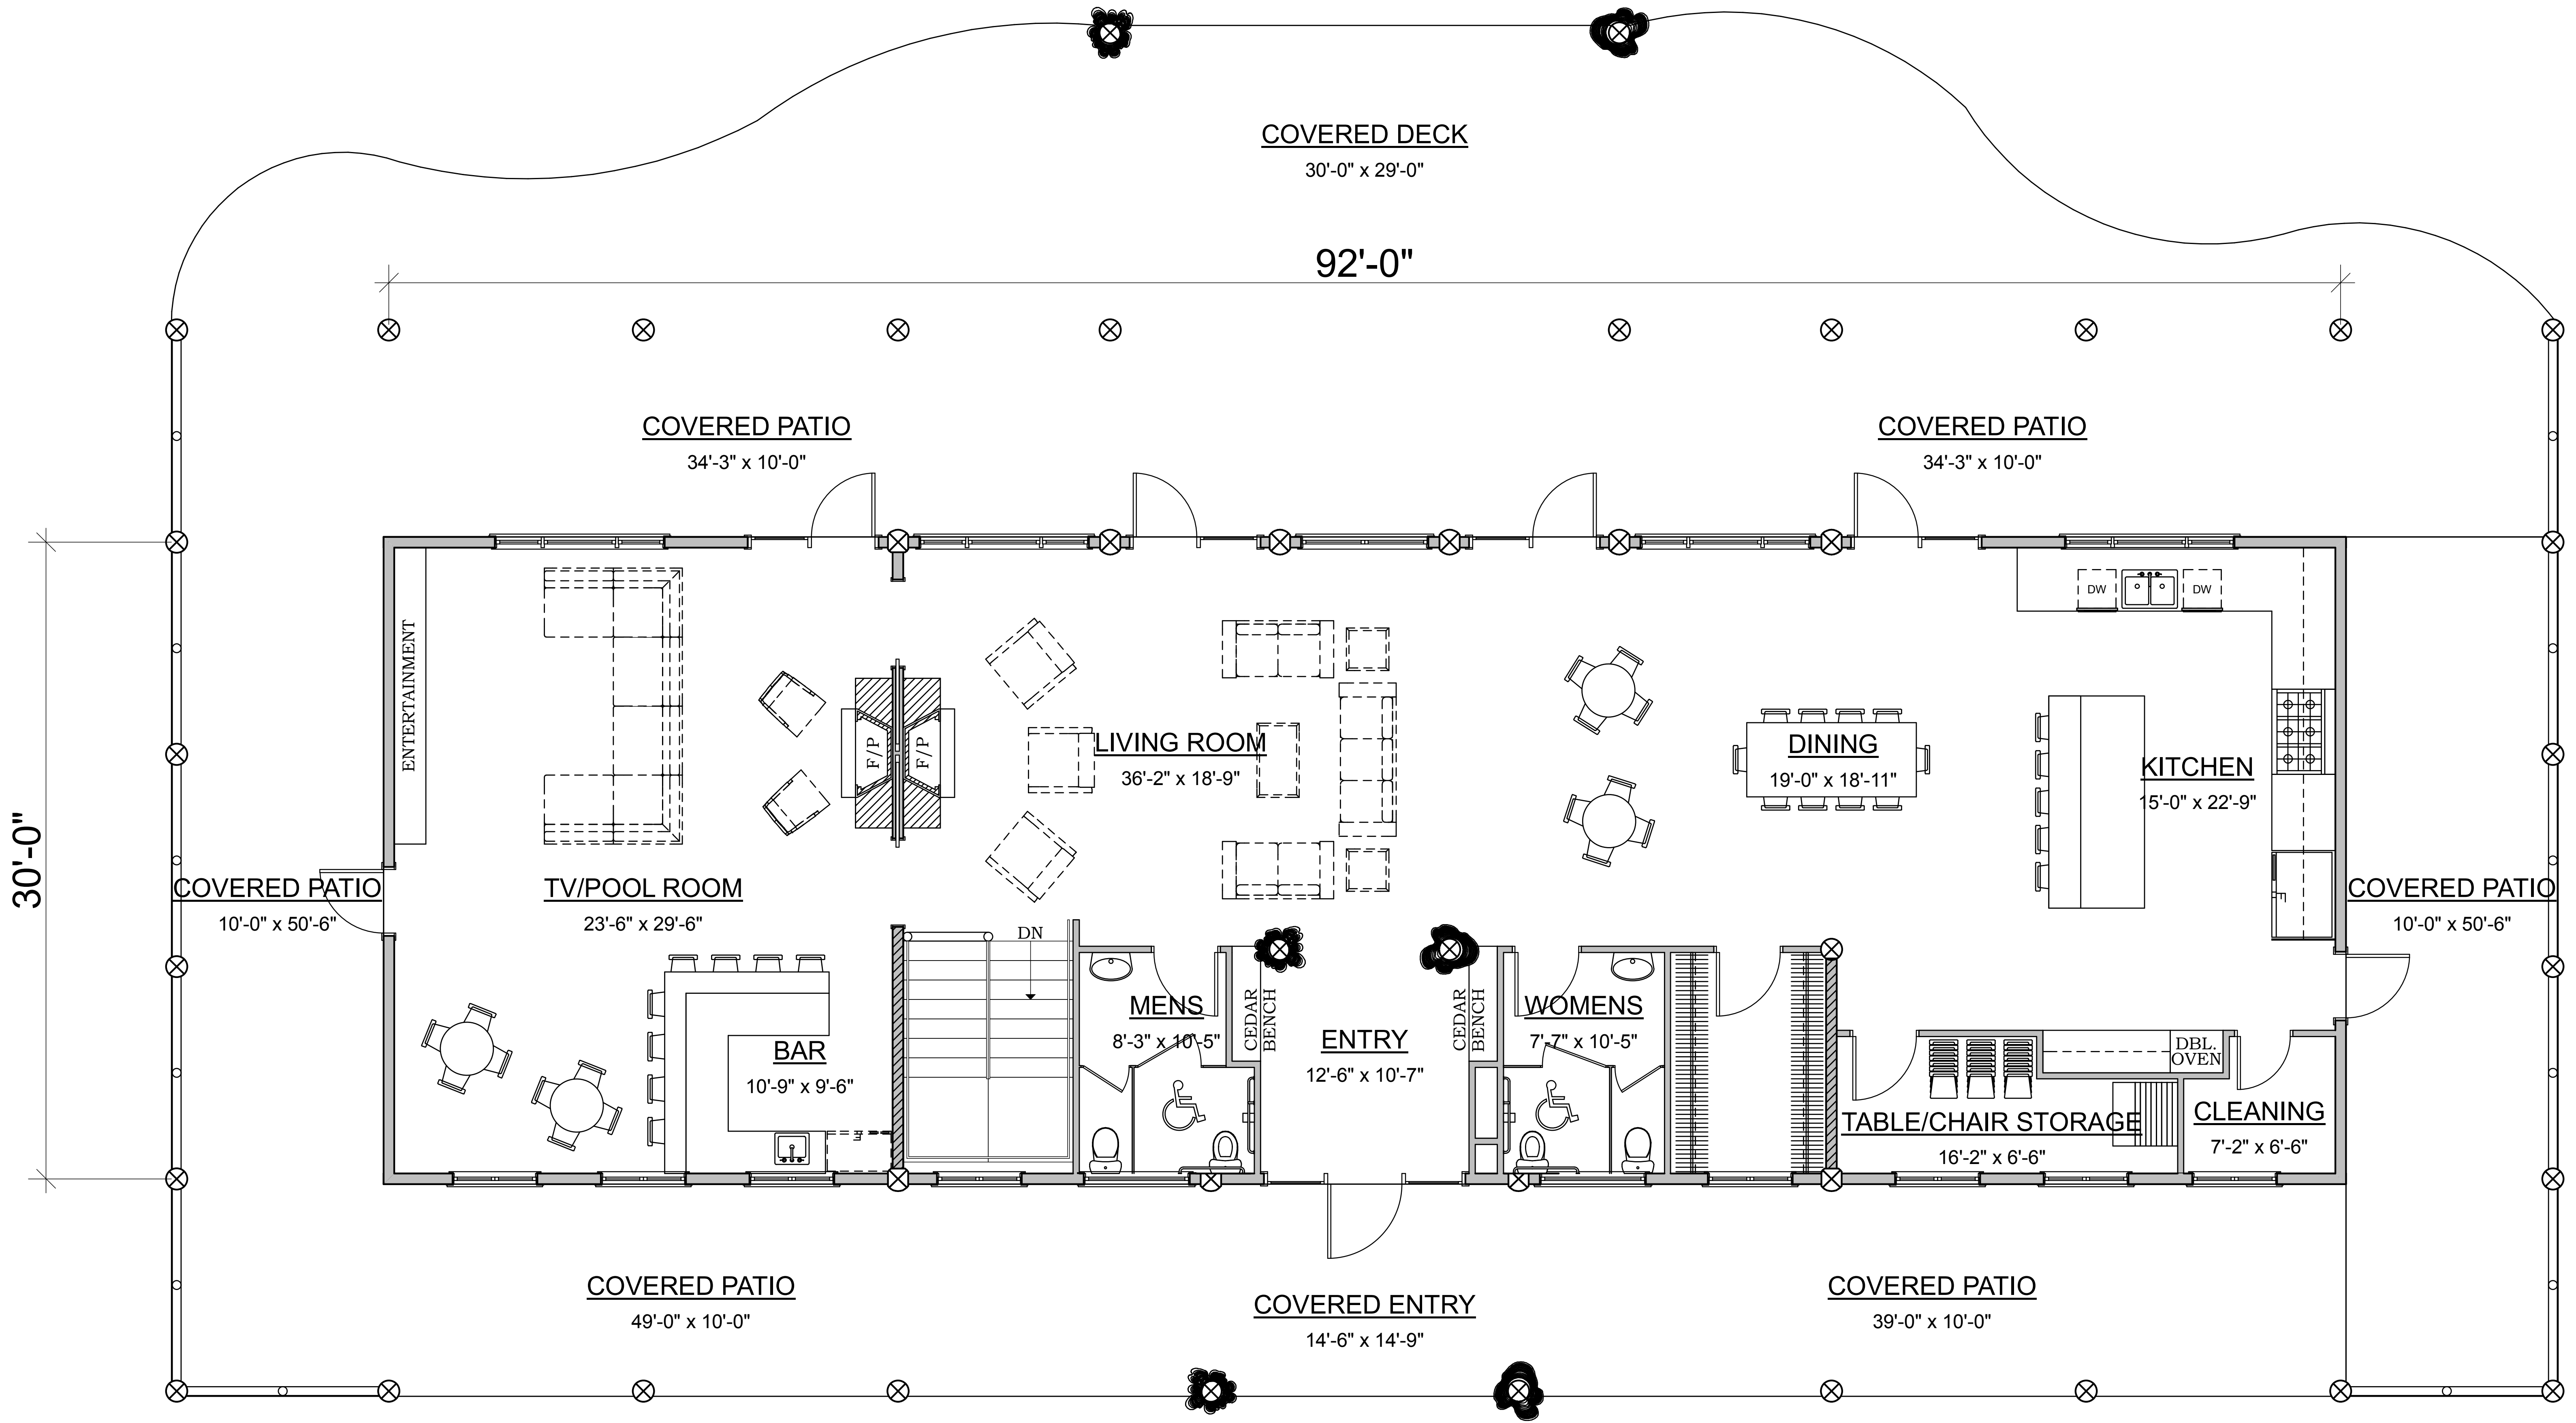 COVERED DECK
30'-0" x 29'-0"
92'-0"
COVERED PATIO
34'-3" x 10'-0"
COVERED PATIO
34'-3" x 10'-0"
30'-0"
ENTERTAINMENT
F/P
F/P
LIVING ROOM
36'-2" x 18'-9"
DINING
19'-0" x 18'-11"
DW
DW
KITCHEN
15'-0" x 22'-9"
F
COVERED PATIO
10'-0" x 50'-6"
TV/POOL ROOM
23'-6" x 29'-6"
COVERED PATIO
10'-0" x 50'-6"
DN
MENS
8'-3" x 10'-5"
CEDAR
BENCH
ENTRY
12'-6" x 10'-7"
CEDAR
BENCH
WOMENS
7'-7" x 10'-5"
BAR
10'-9" x 9'-6"
F
DBL.
OVEN
TABLE/CHAIR STORAGE
16'-2" x 6'-6"
CLEANING
7'-2" x 6'-6"
COVERED PATIO
49'-0" x 10'-0"
COVERED ENTRY
14'-6" x 14'-9"
COVERED PATIO
39'-0" x 10'-0"